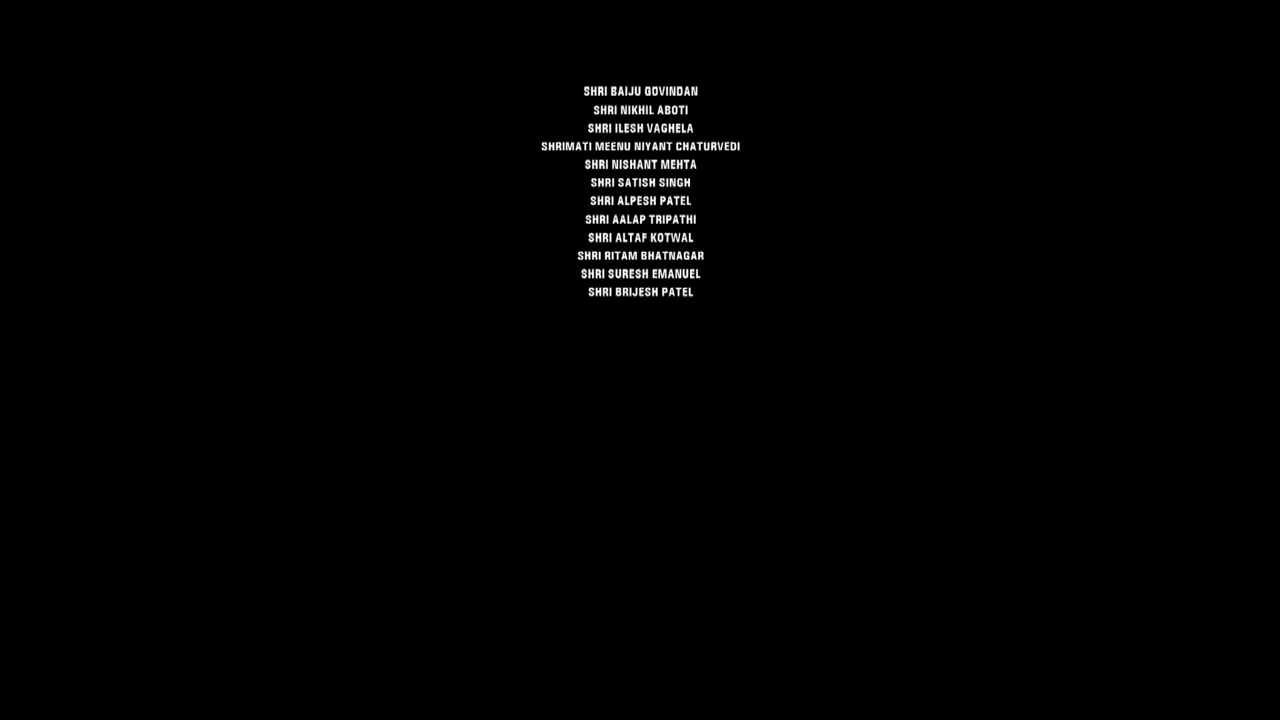 SHRI BAIJU GOVINDAN
SHRI NIKHIL ABOTI
SHRI ILESH VAGHELA
SHRIMATI MEENU NIYANT CHATURVEDI
SHRI NISHANT MEHTA
SHRI SATISH SINGH
SHRI ALPESH PATEL
SHRI AALAP TRIPATHI
SHRI ALTAF KOTWAL
SHRI RITAM BHATNAGAR
SHRI SURESH EMANUEL
SHRI BRIJESH PATEL